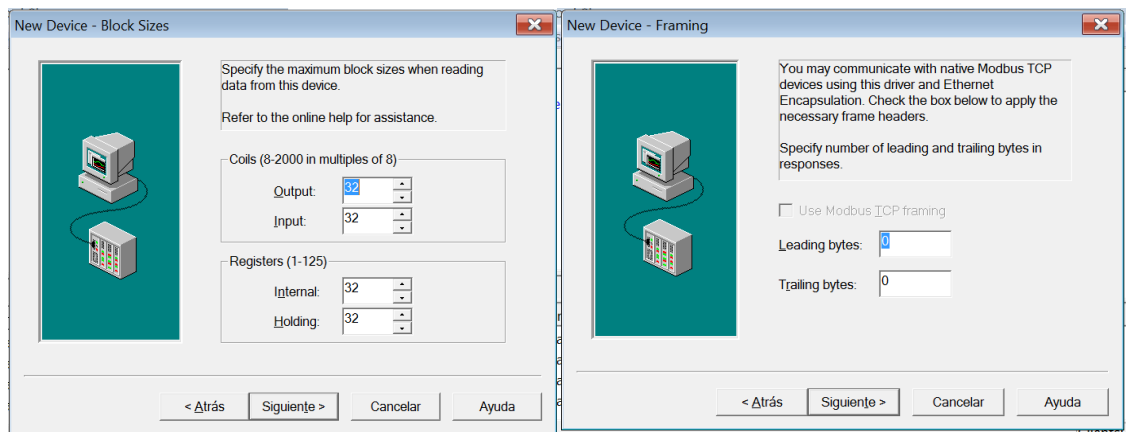 New Device - Block Sizes
Specify the maximum block sizes when reading
data from this device.
Refer to the online help for assistance.
Coils (8-2000 in multiples of 8)
Output: 32
Input: 32
Registers (1-125)
Internal: 32
Holding: 32
< Atrás Siguiente > Cancelar Ayuda
New Device - Framing
You may communicate with native Modbus TCP
devices using this driver and Ethernet
Encapsulation. Check the box below to apply the
necessary frame headers.
Specify number of leading and trailing bytes in
responses.
Use Modbus TCP framing
Leading bytes: 0
Trailing bytes: 0
< Atrás Siguiente > Cancelar Ayuda